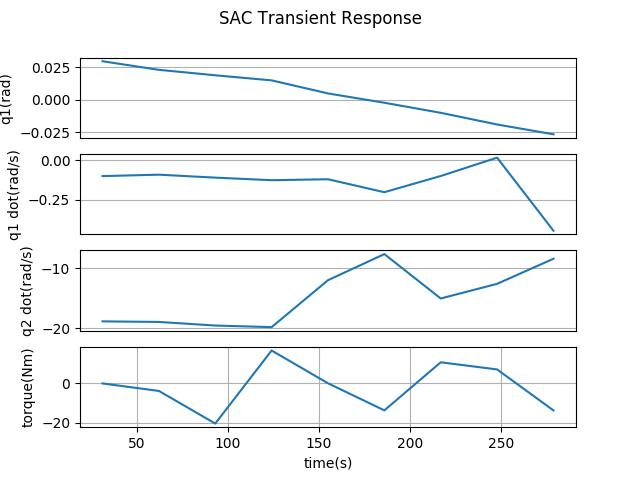 SAC Transient Response
q1(rad)
0.025
0.000
−0.025
q1 dot(rad/s)
0.00
−0.25
q2 dot(rad/s)
−10
−20
torque(Nm)
0
−20
50 100 150 200 250
time(s)